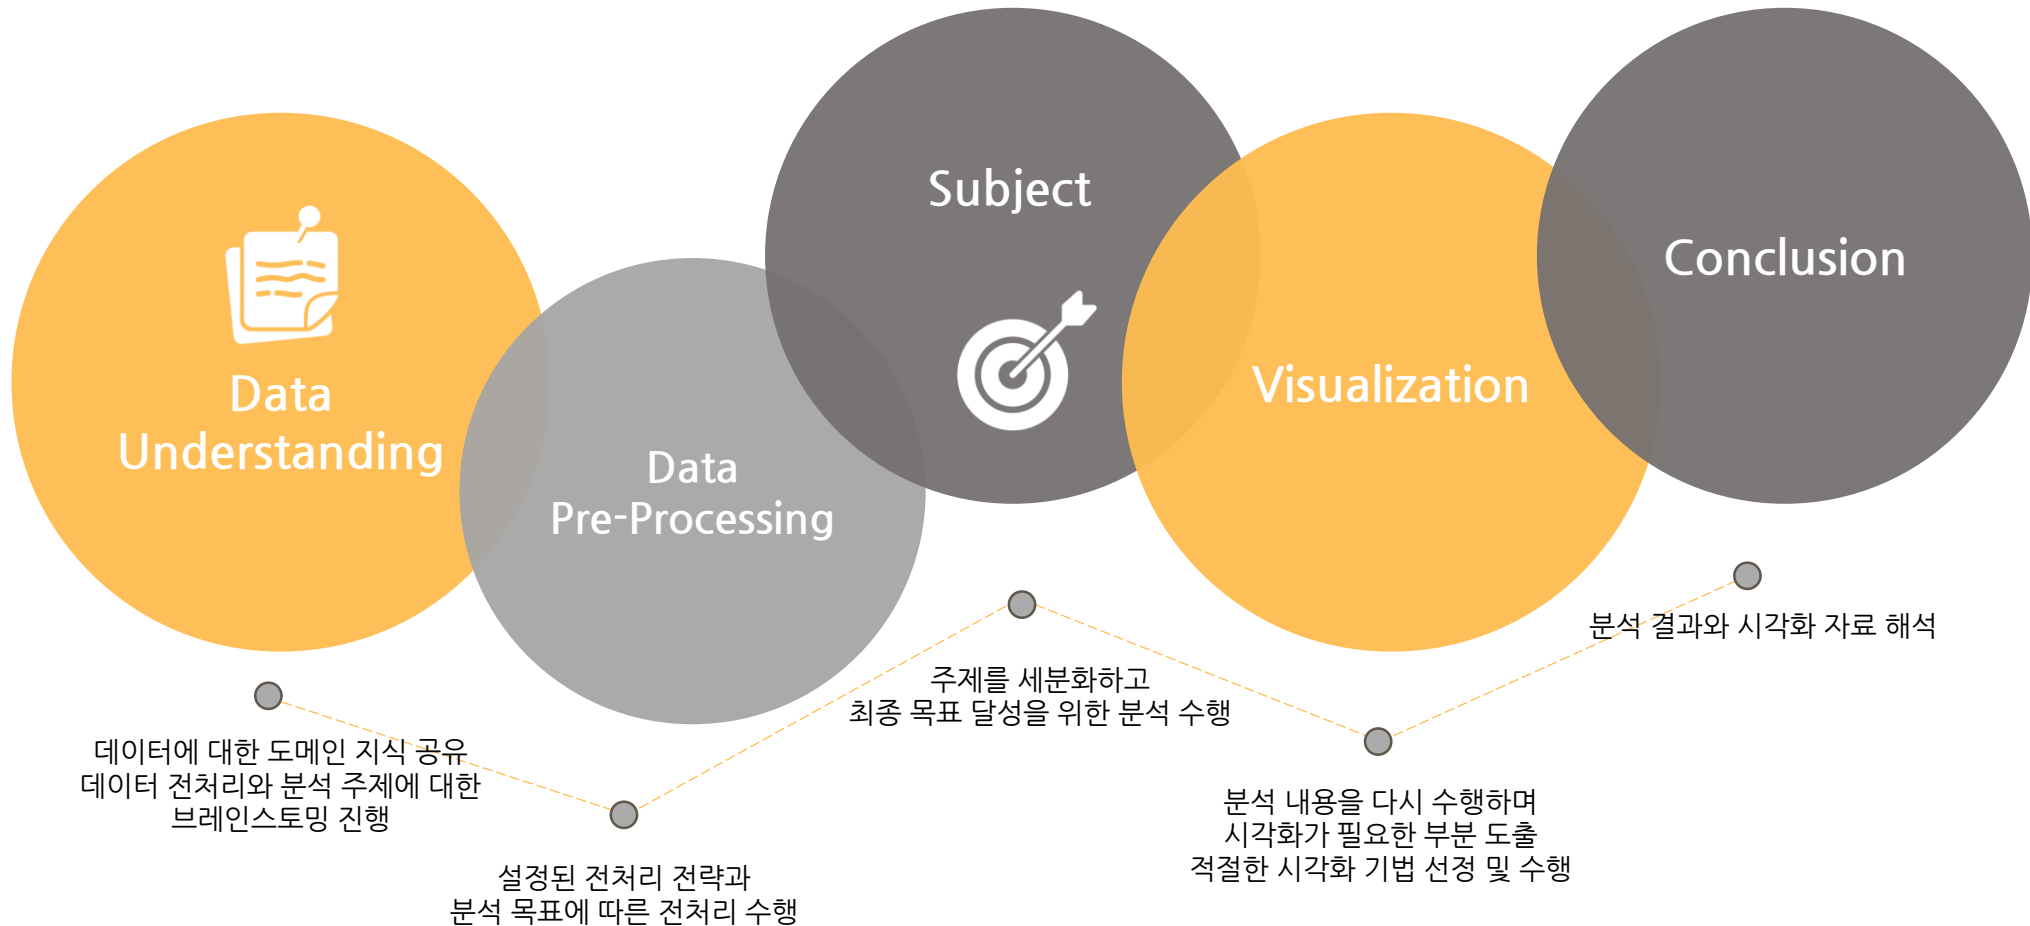 Data
Understanding
데이터에 대한 도메인 지식 공유
데이터 전처리와 분석 주제에 대한
브레인스토밍 진행
Data
Pre-Processing
설정된 전처리 전략과
분석 목표에 따른 전처리 수행
Subject
주제를 세분화하고
최종 목표 달성을 위한 분석 수행
Visualization
분석 내용을 다시 수행하며
시각화가 필요한 부분 도출
적절한 시각화 기법 선정 및 수행
Conclusion
분석 결과와 시각화 자료 해석